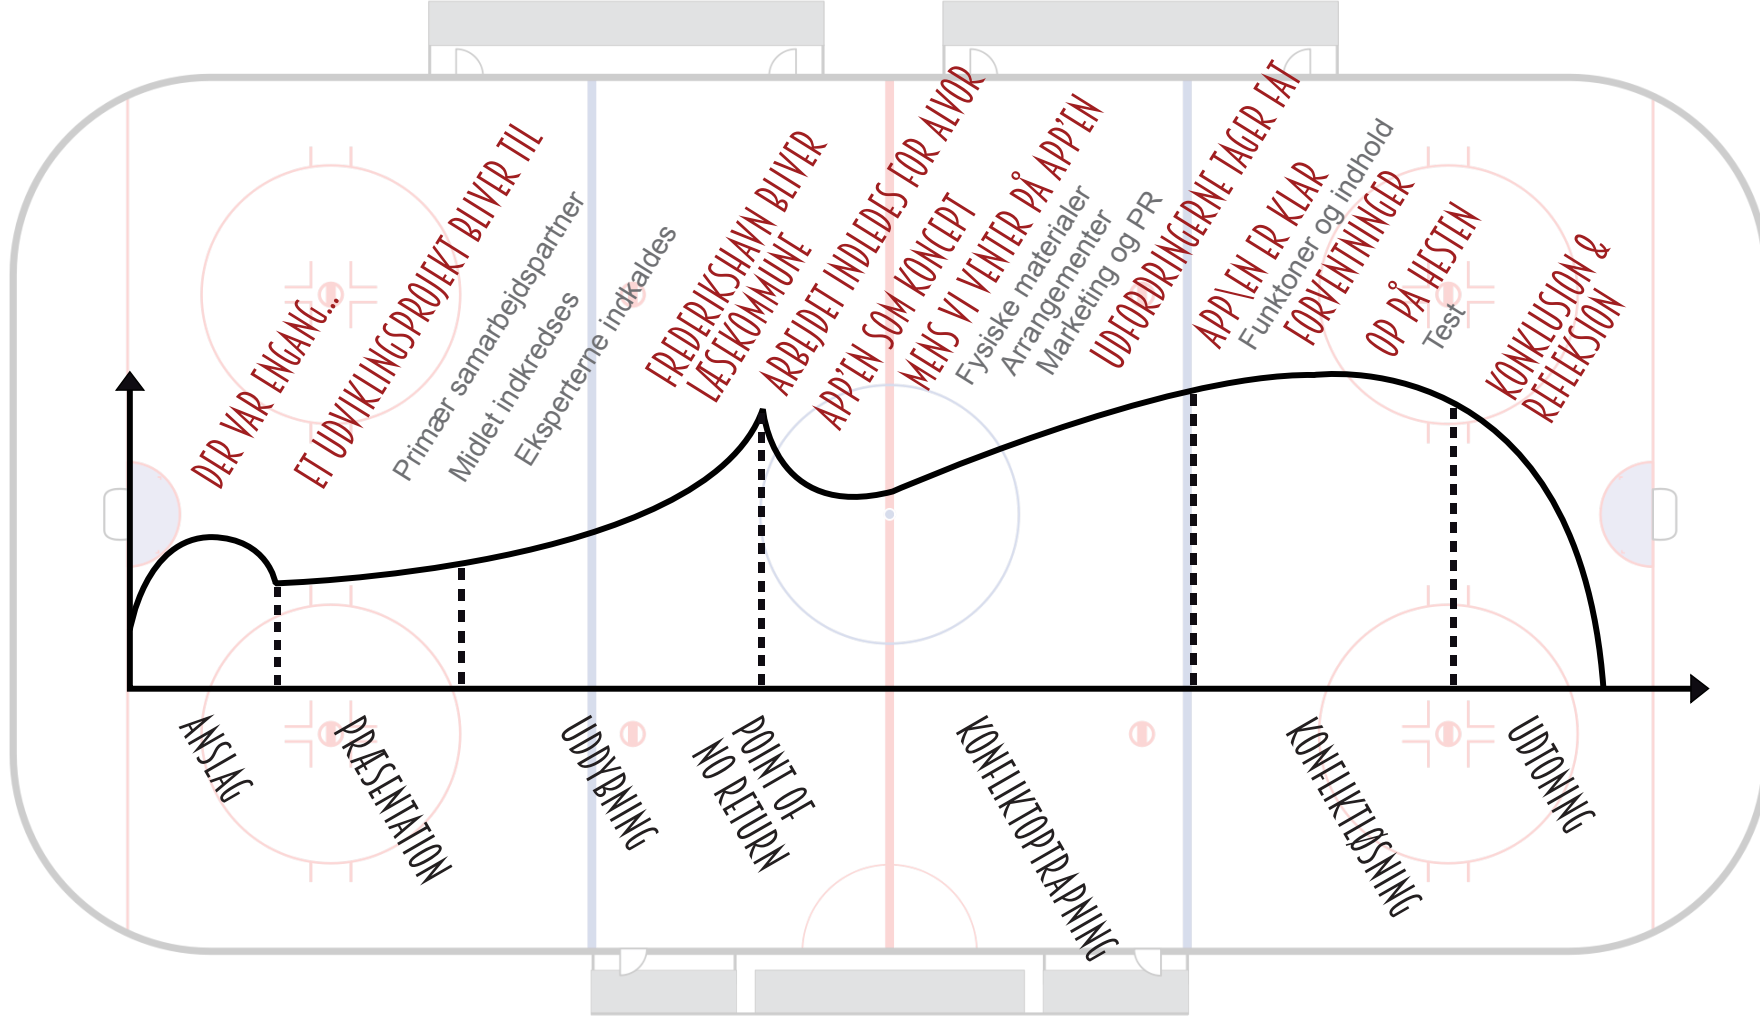 DER VAR ENGANG...
ET UDVIKLINGSPROJEKT BLIVER TIL
Primær samarbejdspartner
Midlet indkredses
Eksperterne indkaldes
FREDERIKSHAVN BLIVER
LÆSEKOMMUNE
ARBEJDET INDLEDES FOR ALVOR
APP'EN SOM KONCEPT
MENS VI VENTER PÅ APP'EN
Fysiske materialer
Arrangementer
Marketing og PR
UDFORDRINGERNE TAGER FAT
APP\EN ER KLAR
Funktoner og indhold
FORVENTNINGER
OP PÅ HESTEN
Test
KONKLUSION &
REFLEKSION
ANSLAG
PRÆSENTATION
UDDYBNING
POINT OF
NO RETURN
KONFLIKTOPTRAPNING
KONFLIKTLØSNING
UDTONING